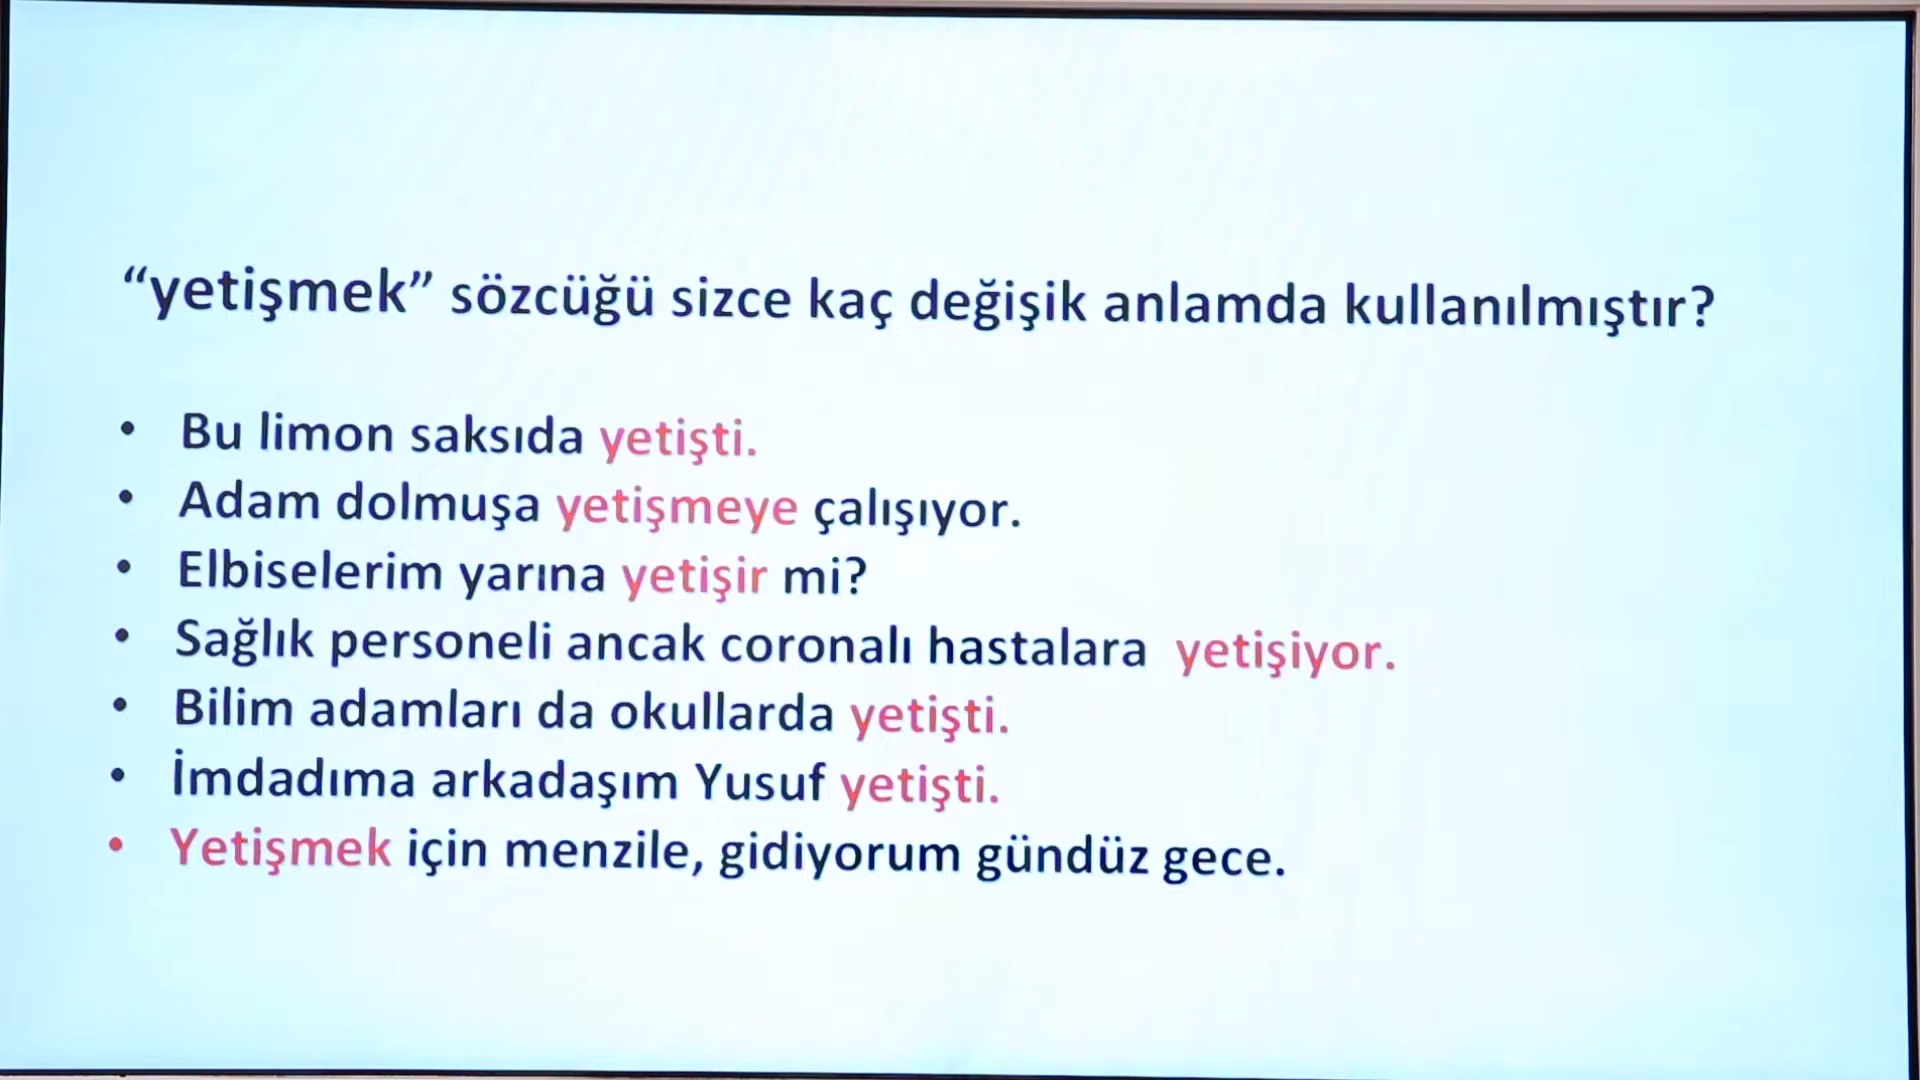 “yetişmek” sözcüğü sizce kaç değişik anlamda kullanılmıştır?
• Bu limon saksıda yetişti.
• Adam dolmuşa yetişmeye çalışıyor.
• Elbiselerim yarına yetişir mi?
• Sağlık personeli ancak coronalı hastalara yetişiyor.
• Bilim adamları da okullarda yetişti.
• İmdadıma arkadaşım Yusuf yetişti.
• Yetişmek için menzile, gidiyorum gündüz gece.